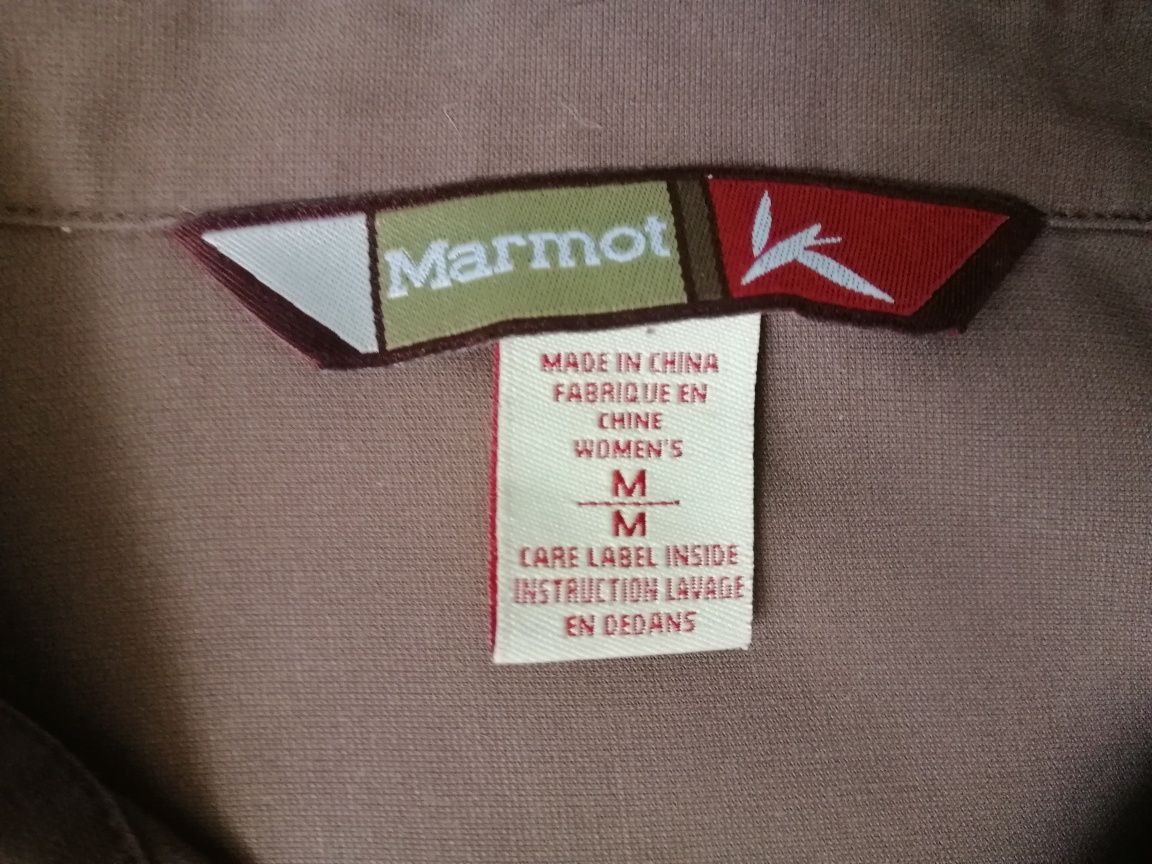 Marmot
MADE IN CHINA
FABRIQUE EN
CHINE
WOMEN'S
M
M
CARE LABEL INSIDE
INSTRUCTION LAVAGE
EN DEDANS